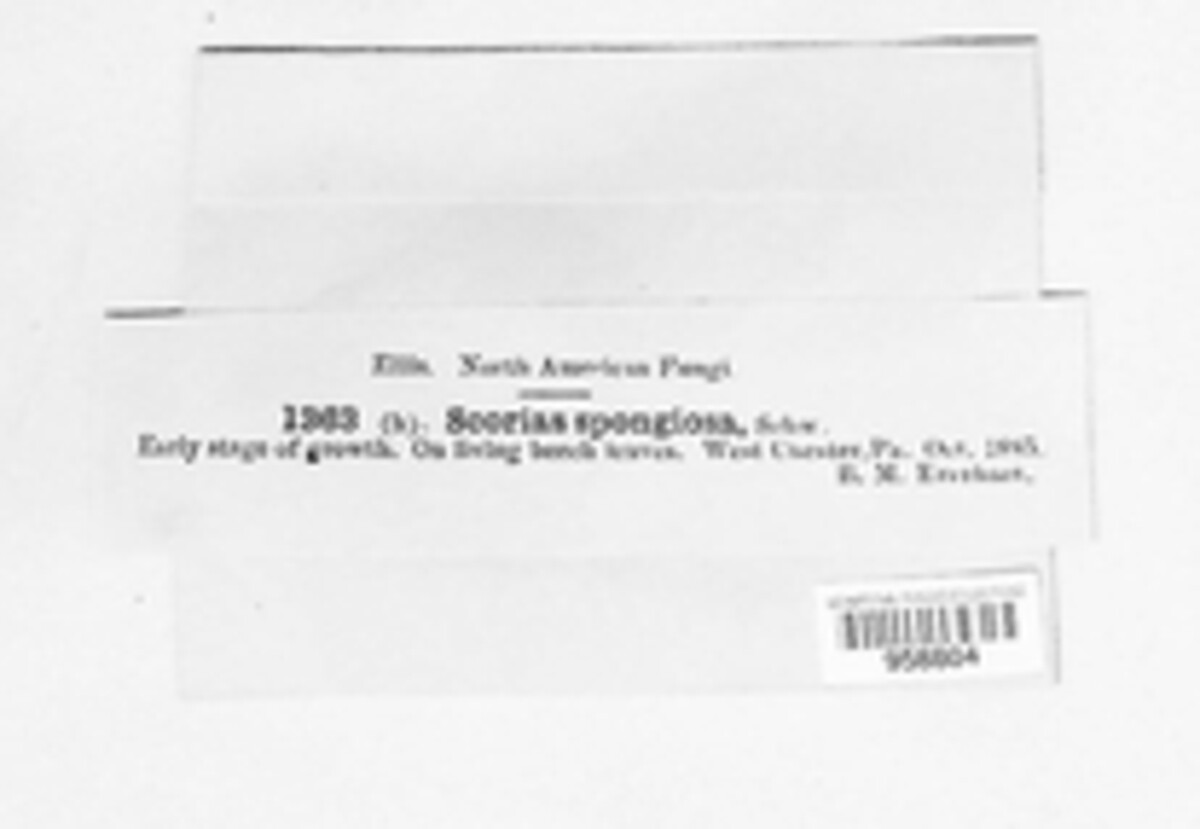 Ellis. North American Fungi
1363 (b). Scorias spongiosa, Schw.
Early stage of growth. On living beech leaves. West Chester, Pa. Oct. 1885.
B. M. Everhart.
958804